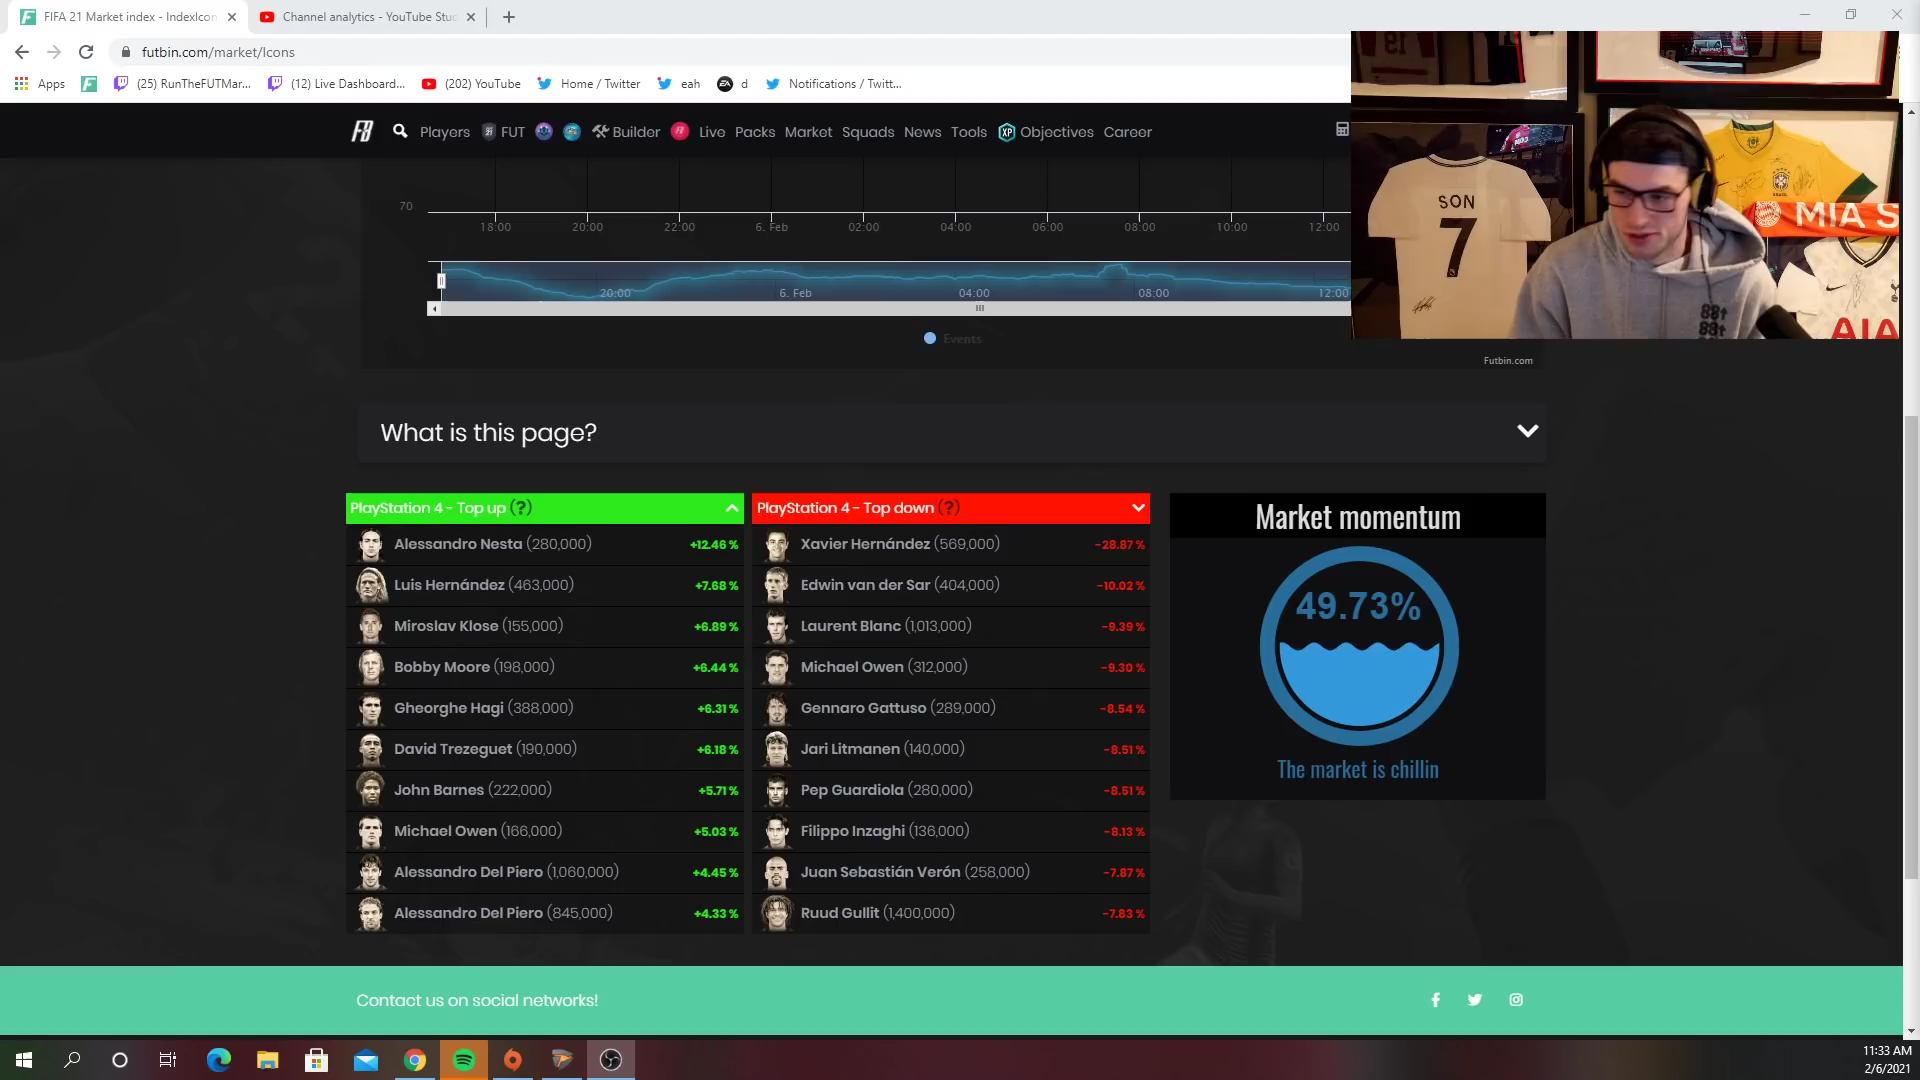 FIFA 21 Market index - IndexIcon
Channel analytics - YouTube Stud
futbin.com/market/Icons
Apps
(25) RunTheFUTMar...
(12) Live Dashboard...
(202) YouTube
Home / Twitter
eah
d
Notifications / Twitt...
Players FUT Builder Live Packs Market Squads News Tools Objectives Career
70
18:00 20:00 22:00 6. Feb 02:00 04:00 06:00 08:00 10:00 12:00
20:00 6. Feb 04:00 08:00 12:00
Events
Futbin.com
SON
7
MIA S
BRASIL
88t
88t
AIA
What is this page?
PlayStation 4 - Top up (?)
Alessandro Nesta (280,000) +12.46 %
Luis Hernández (463,000) +7.68 %
Miroslav Klose (155,000) +6.89 %
Bobby Moore (198,000) +6.44 %
Gheorghe Hagi (388,000) +6.31 %
David Trezeguet (190,000) +6.18 %
John Barnes (222,000) +5.71 %
Michael Owen (166,000) +5.03 %
Alessandro Del Piero (1,060,000) +4.45 %
Alessandro Del Piero (845,000) +4.33 %
PlayStation 4 - Top down (?)
Xavier Hernández (569,000) -28.87 %
Edwin van der Sar (404,000) -10.02 %
Laurent Blanc (1,013,000) -9.39 %
Michael Owen (312,000) -9.30 %
Gennaro Gattuso (289,000) -8.54 %
Jari Litmanen (140,000) -8.51 %
Pep Guardiola (280,000) -8.51 %
Filippo Inzaghi (136,000) -8.13 %
Juan Sebastián Verón (258,000) -7.87 %
Ruud Gullit (1,400,000) -7.83 %
Market momentum
49.73%
The market is chillin
Contact us on social networks!
11:33 AM
2/6/2021